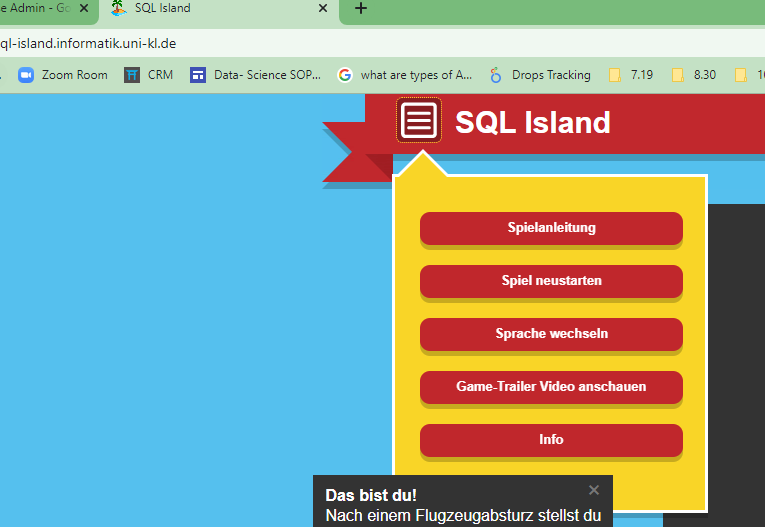 e Admin - Go
SQL Island
ql-island.informatik.uni-kl.de
Zoom Room
CRM
Data- Science SOP...
what are types of A...
Drops Tracking
7.19
8.30
SQL Island
Spielanleitung
Spiel neustarten
Sprache wechseln
Game-Trailer Video anschauen
Info
Das bist du!
Nach einem Flugzeugabsturz stellst du